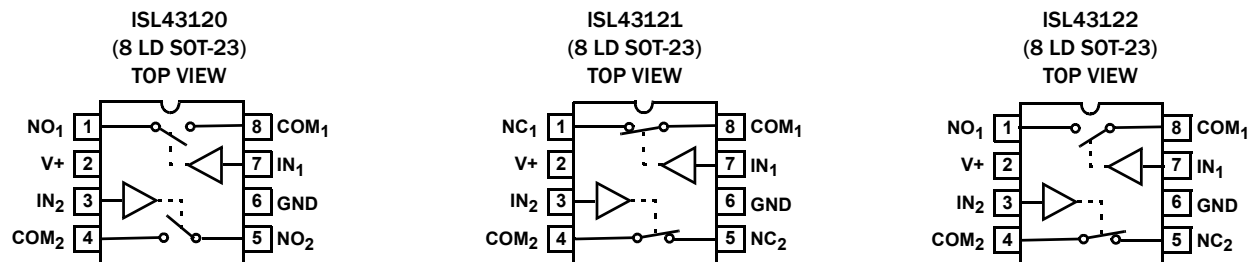 ISL43120
(8 LD SOT-23)
TOP VIEW
NO1 1 8 COM1
V+ 2 7 IN1
IN2 3 6 GND
COM2 4 5 NO2
ISL43121
(8 LD SOT-23)
TOP VIEW
NC1 1 8 COM1
V+ 2 7 IN1
IN2 3 6 GND
COM2 4 5 NC2
ISL43122
(8 LD SOT-23)
TOP VIEW
NO1 1 8 COM1
V+ 2 7 IN1
IN2 3 6 GND
COM2 4 5 NC2